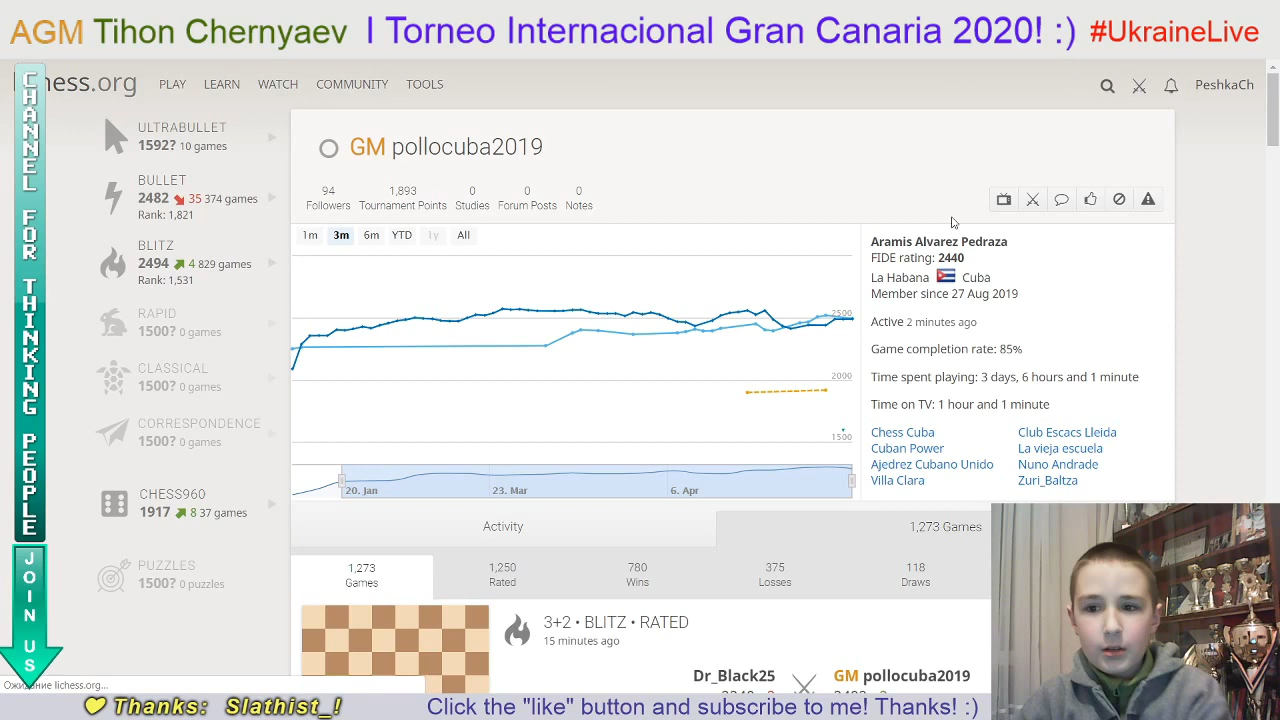 AGM Tihon Chernyaev I Torneo Internacional Gran Canaria 2020! :) #UkraineLive
CHANNEL FOR THINKING PEOPLE
JOIN US
hess.org PLAY LEARN WATCH COMMUNITY TOOLS PeshkaCh
ULTRABULLET
1592? 10 games
BULLET
2482 35 374 games
Rank: 1,821
BLITZ
2494 4 829 games
Rank: 1,531
RAPID
1500? 0 games
CLASSICAL
1500? 0 games
CORRESPONDENCE
1500? 0 games
CHESS960
1917 8 37 games
PUZZLES
1500? 0 puzzles
GM pollocuba2019
94 1,893 0 0 0
Followers Tournament Points Studies Forum Posts Notes
1m 3m 6m YTD 1y All
2500
2000
1500
20. Jan 23. Mar 6. Apr
Aramis Alvarez Pedraza
FIDE rating: 2440
La Habana Cuba
Member since 27 Aug 2019
Active 2 minutes ago
Game completion rate: 85%
Time spent playing: 3 days, 6 hours and 1 minute
Time on TV: 1 hour and 1 minute
Chess Cuba Club Escacs Lleida
Cuban Power La vieja escuela
Ajedrez Cubano Unido Nuno Andrade
Villa Clara Zuri_Baltza
Activity 1,273 Games
1,273 1,250 780 375 118
Games Rated Wins Losses Draws
3+2 • BLITZ • RATED
15 minutes ago
Dr_Black25 GM pollocuba2019
Ожидание lichess.org...
Thanks: Slathist_! Click the "like" button and subscribe to me! Thanks! :)